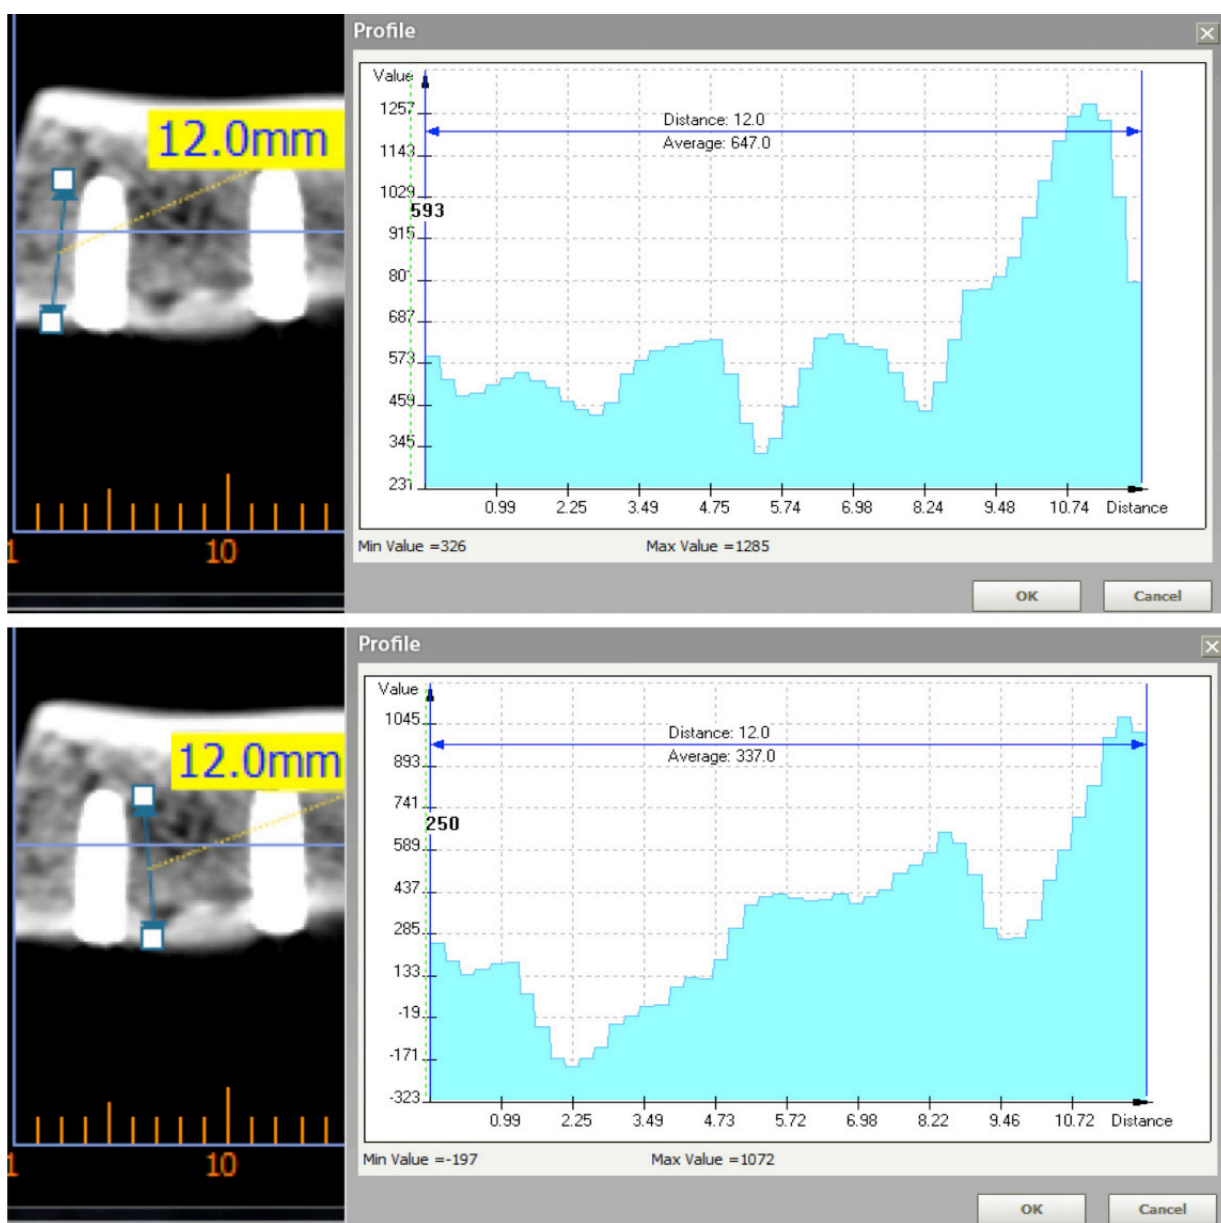 Profile
12.0mm
Value
Distance: 12.0
Average: 647.0
1257
1143
1029
593
915
801
687
573
459
345
231
0.99 2.25 3.49 4.75 5.74 6.98 8.24 9.48 10.74 Distance
Min Value =326 Max Value =1285
1 10
OK Cancel
Profile
12.0mm
Value
Distance: 12.0
Average: 337.0
1045
893
741
250
589
437
285
133
-19
-171
-323
0.99 2.25 3.49 4.73 5.72 6.98 8.22 9.46 10.72 Distance
Min Value =-197 Max Value =1072
1 10
OK Cancel